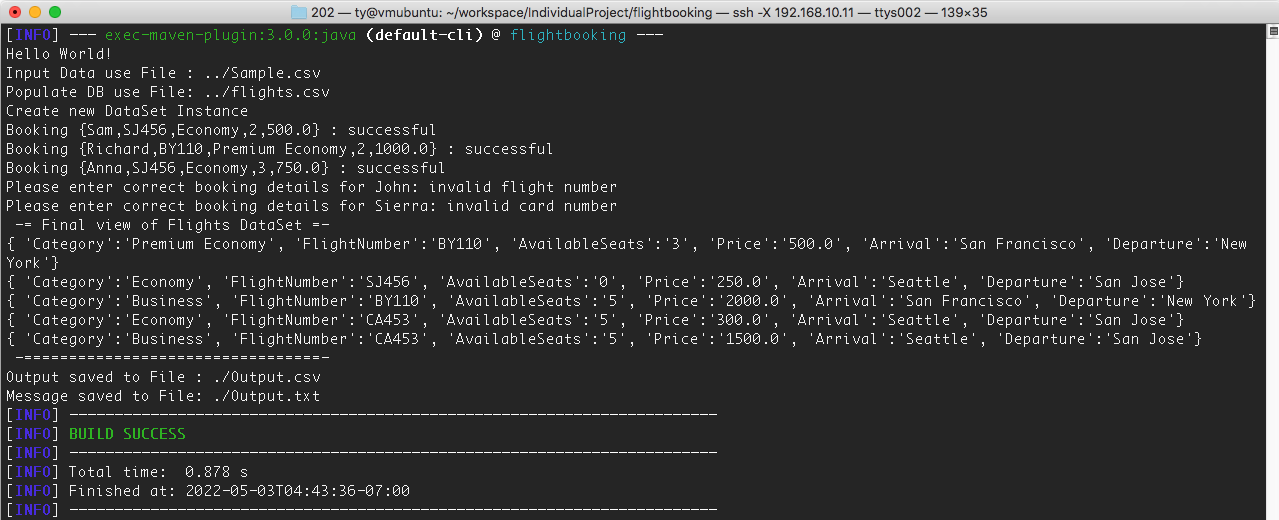 202 — ty@vmubuntu: ~/workspace/IndividualProject/flightbooking — ssh -X 192.168.10.11 — ttys002 — 139×35
[INFO] --- exec-maven-plugin:3.0.0:java (default-cli) @ flightbooking ---
Hello World!
Input Data use File : ../Sample.csv
Populate DB use File: ../flights.csv
Create new DataSet Instance
Booking {Sam,SJ456,Economy,2,500.0} : successful
Booking {Richard,BY110,Premium Economy,2,1000.0} : successful
Booking {Anna,SJ456,Economy,3,750.0} : successful
Please enter correct booking details for John: invalid flight number
Please enter correct booking details for Sierra: invalid card number
 -= Final view of Flights DataSet =-
{ 'Category':'Premium Economy', 'FlightNumber':'BY110', 'AvailableSeats':'3', 'Price':'500.0', 'Arrival':'San Francisco', 'Departure':'New
York'}
{ 'Category':'Economy', 'FlightNumber':'SJ456', 'AvailableSeats':'0', 'Price':'250.0', 'Arrival':'Seattle', 'Departure':'San Jose'}
{ 'Category':'Business', 'FlightNumber':'BY110', 'AvailableSeats':'5', 'Price':'2000.0', 'Arrival':'San Francisco', 'Departure':'New York'}
{ 'Category':'Economy', 'FlightNumber':'CA453', 'AvailableSeats':'5', 'Price':'300.0', 'Arrival':'Seattle', 'Departure':'San Jose'}
{ 'Category':'Business', 'FlightNumber':'CA453', 'AvailableSeats':'5', 'Price':'1500.0', 'Arrival':'Seattle', 'Departure':'San Jose'}
 -=================================-
Output saved to File : ./Output.csv
Message saved to File: ./Output.txt
[INFO] ------------------------------------------------------------------------
[INFO] BUILD SUCCESS
[INFO] ------------------------------------------------------------------------
[INFO] Total time:  0.878 s
[INFO] Finished at: 2022-05-03T04:43:36-07:00
[INFO] ------------------------------------------------------------------------